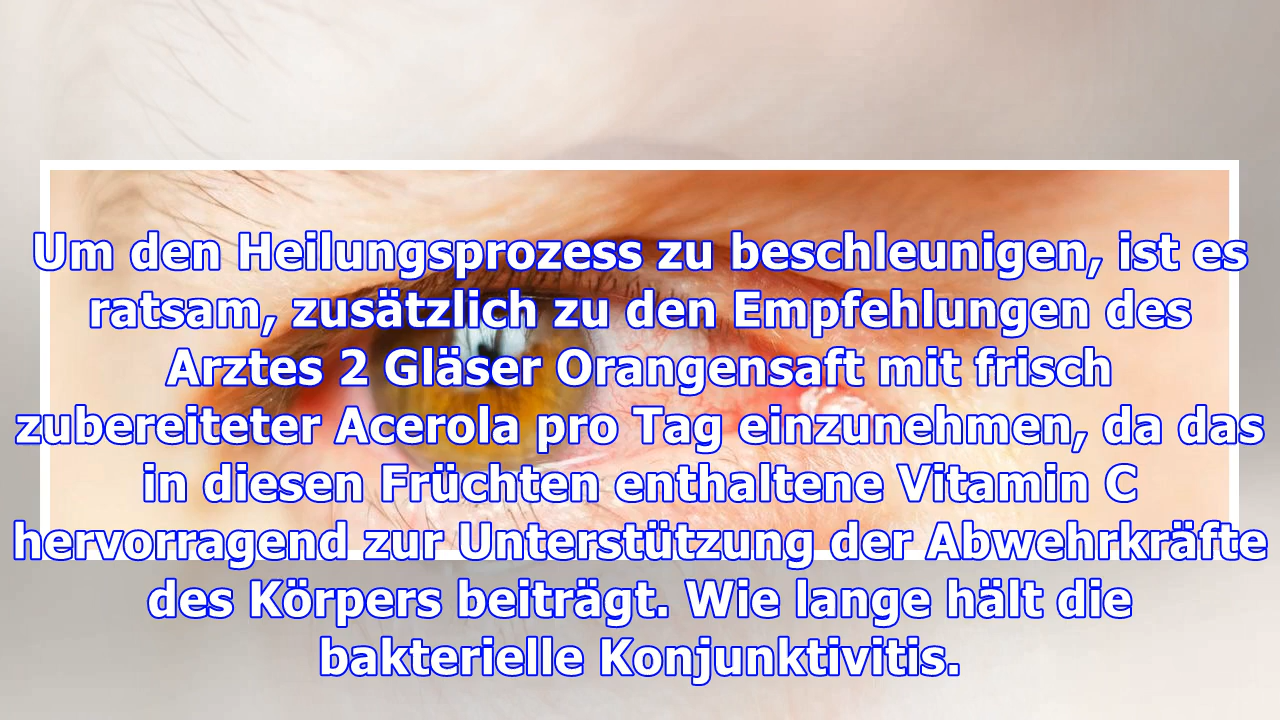 Um den Heilungsprozess zu beschleunigen, ist es
ratsam, zusätzlich zu den Empfehlungen des
Arztes 2 Gläser Orangensaft mit frisch
zubereiteter Acerola pro Tag einzunehmen, da das
in diesen Früchten enthaltene Vitamin C
hervorragend zur Unterstützung der Abwehrkräfte
des Körpers beiträgt. Wie lange hält die
bakterielle Konjunktivitis.